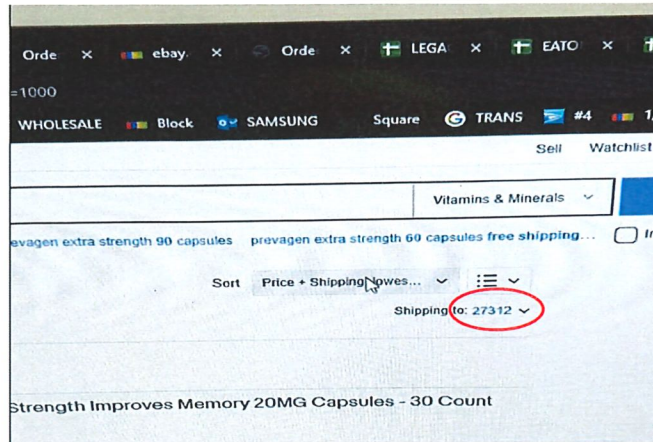 Orde × ebay. × Orde × LEGA × EATO ×
=1000
WHOLESALE Block SAMSUNG Square G TRANS #4 1,
Sell Watchlist
Vitamins & Minerals
evagen extra strength 90 capsules prevagen extra strength 60 capsules free shipping...
Sort Price + Shipping: lowes...
Shipping to: 27312
Strength Improves Memory 20MG Capsules - 30 Count